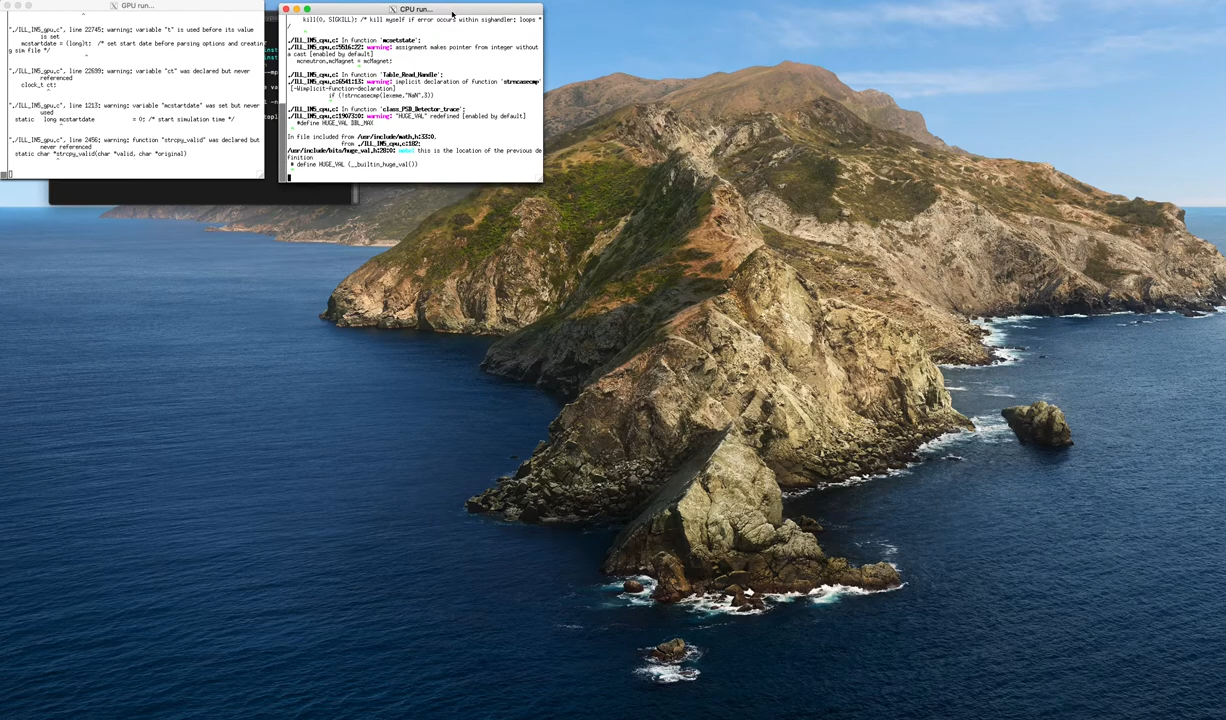 GPU run...
"./ILL_IN5_gpu.c", line 22745: warning: variable "t" is used before its value
is set
mcstartdate = (long)t;  /* set start date before parsing options and creatin
g sim file */
^
"./ILL_IN5_gpu.c", line 22699: warning: variable "ct" was declared but never
referenced
clock_t ct;
^
"./ILL_IN5_gpu.c", line 1213: warning: variable "mcstartdate" was set but never
used
static   long mcstartdate            = 0; /* start simulation time */
^
"./ILL_IN5_gpu.c", line 2456: warning: function "strcpy_valid" was declared but
never referenced
static char *strcpy_valid(char *valid, char *original)
^
CPU run...
kill(0, SIGKILL); /* kill myself if error occurs within sighandler: loops *
/
^
./ILL_IN5_cpu.c: In function 'mcsetstate':
./ILL_IN5_cpu.c:5516:22: warning: assignment makes pointer from integer without
a cast [enabled by default]
mcneutron.mcMagnet = mcMagnet;
^
./ILL_IN5_cpu.c: In function 'Table_Read_Handle':
./ILL_IN5_cpu.c:6541:13: warning: implicit declaration of function 'strncasecmp'
[-Wimplicit-function-declaration]
if (!strncasecmp(lexeme,"NaN",3))
^
./ILL_IN5_cpu.c: In function 'class_PSD_Detector_trace':
./ILL_IN5_cpu.c:19073:0: warning: "HUGE_VAL" redefined [enabled by default]
#define HUGE_VAL DBL_MAX
^
In file included from /usr/include/math.h:33:0,
from ./ILL_IN5_cpu.c:182:
/usr/include/bits/huge_val.h:28:0: note: this is the location of the previous de
finition
# define HUGE_VAL (__builtin_huge_val())
^